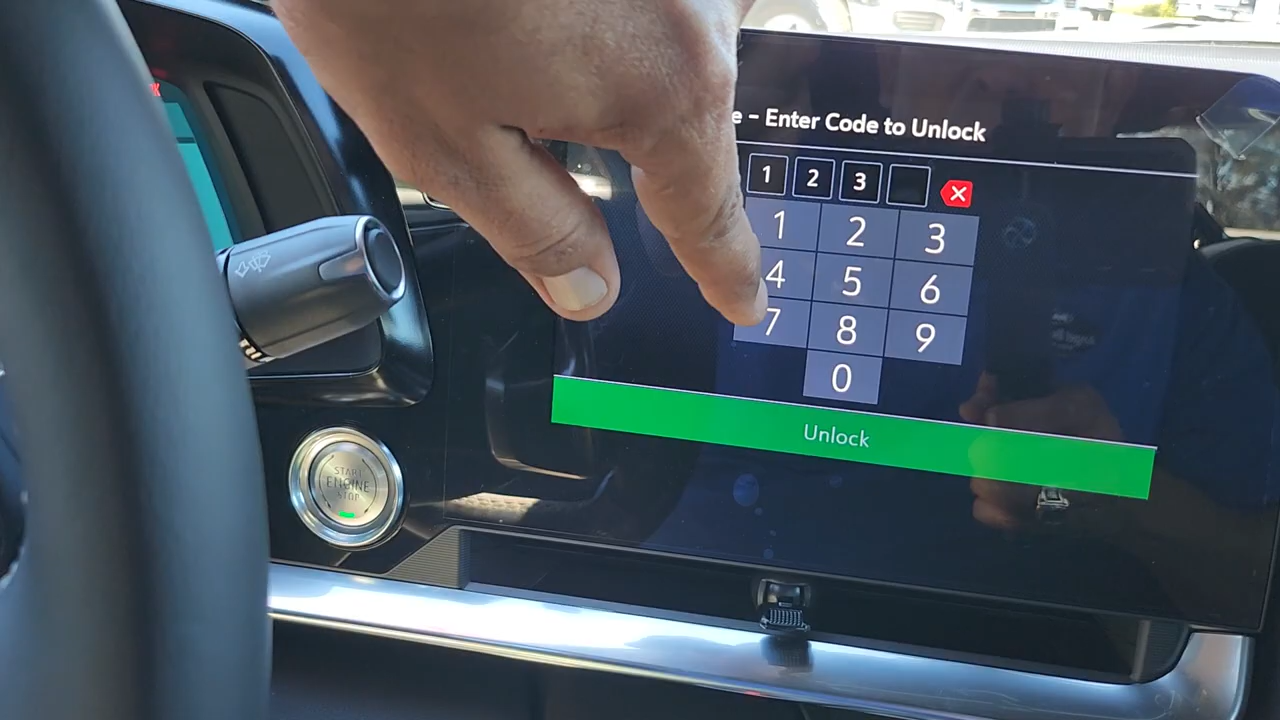 e – Enter Code to Unlock
1 2 3
1 2 3
4 5 6
7 8 9
0
Unlock
START
ENGINE
STOP